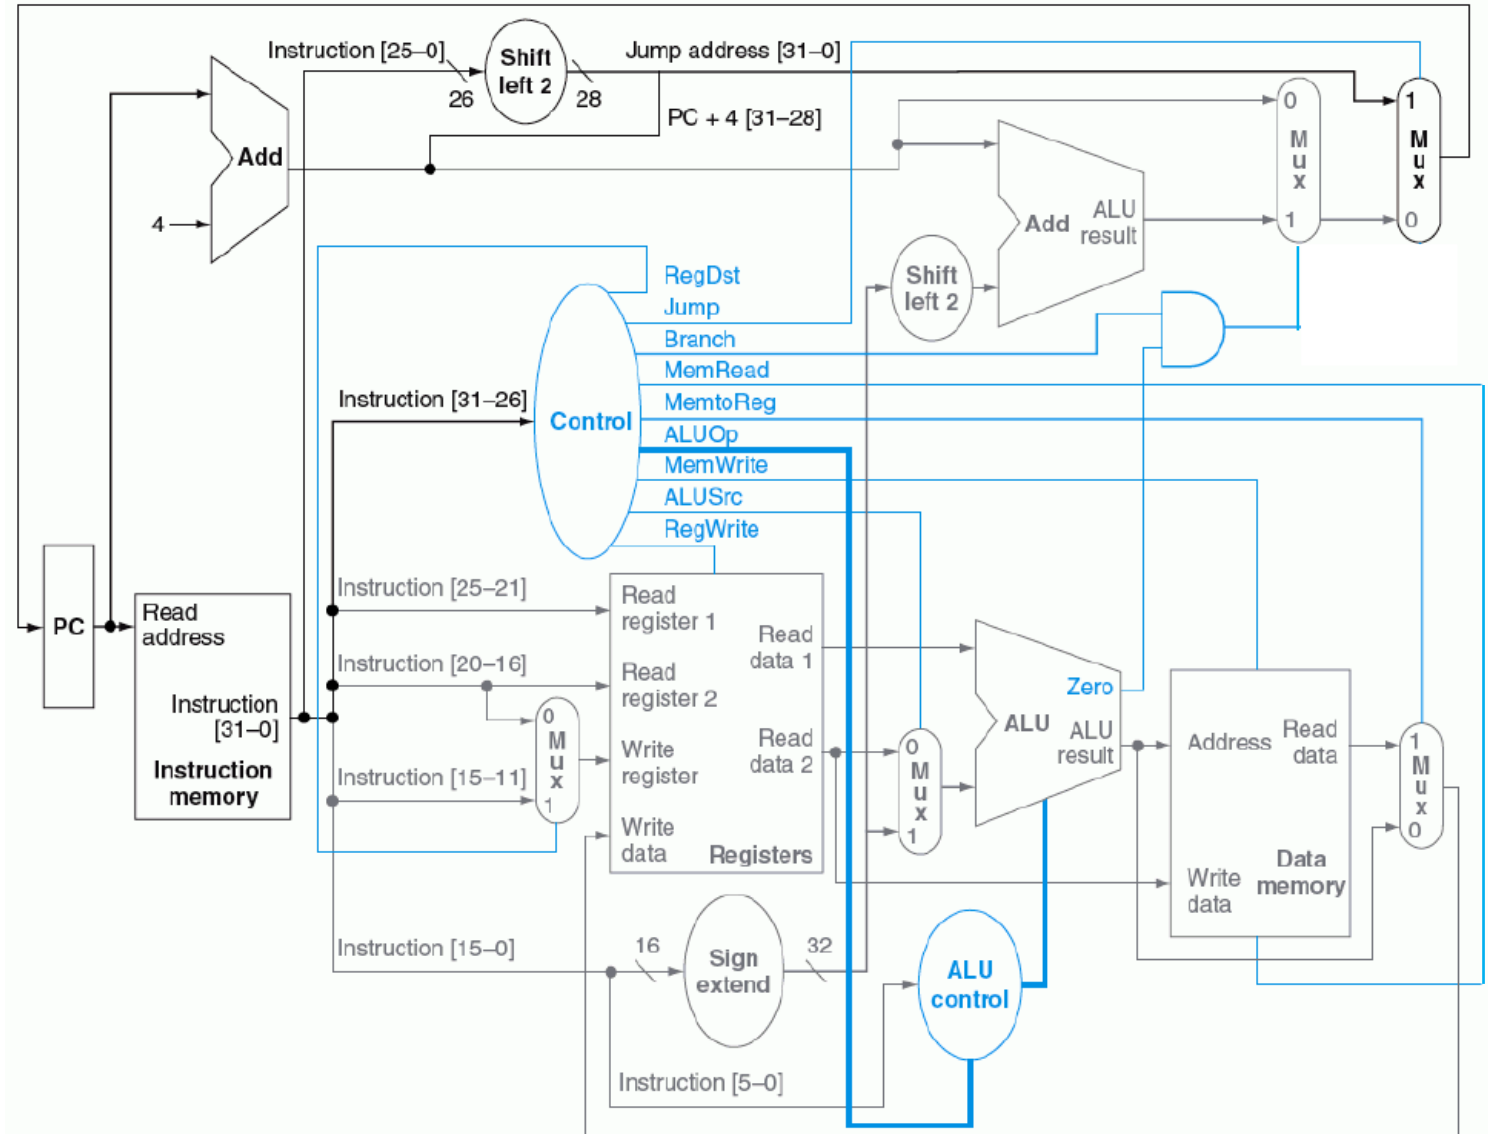 Instruction [25–0]
Shift
left 2
Jump address [31–0]
26
28
PC + 4 [31–28]
Add
4
0
M
u
x
1
1
M
u
x
0
Add
ALU
result
Shift
left 2
RegDst
Jump
Branch
MemRead
MemtoReg
ALUOp
MemWrite
ALUSrc
RegWrite
Instruction [31–26]
Control
PC
Read
address
Instruction
[31–0]
Instruction
memory
Instruction [25–21]
Instruction [20–16]
Instruction [15–11]
0
M
u
x
1
Read
register 1
Read
register 2
Write
register
Write
data
Read
data 1
Read
data 2
Registers
0
M
u
x
1
Zero
ALU
ALU
result
Address
Read
data
Write
data
Data
memory
1
M
u
x
0
Instruction [15–0]
16
Sign
extend
32
ALU
control
Instruction [5–0]